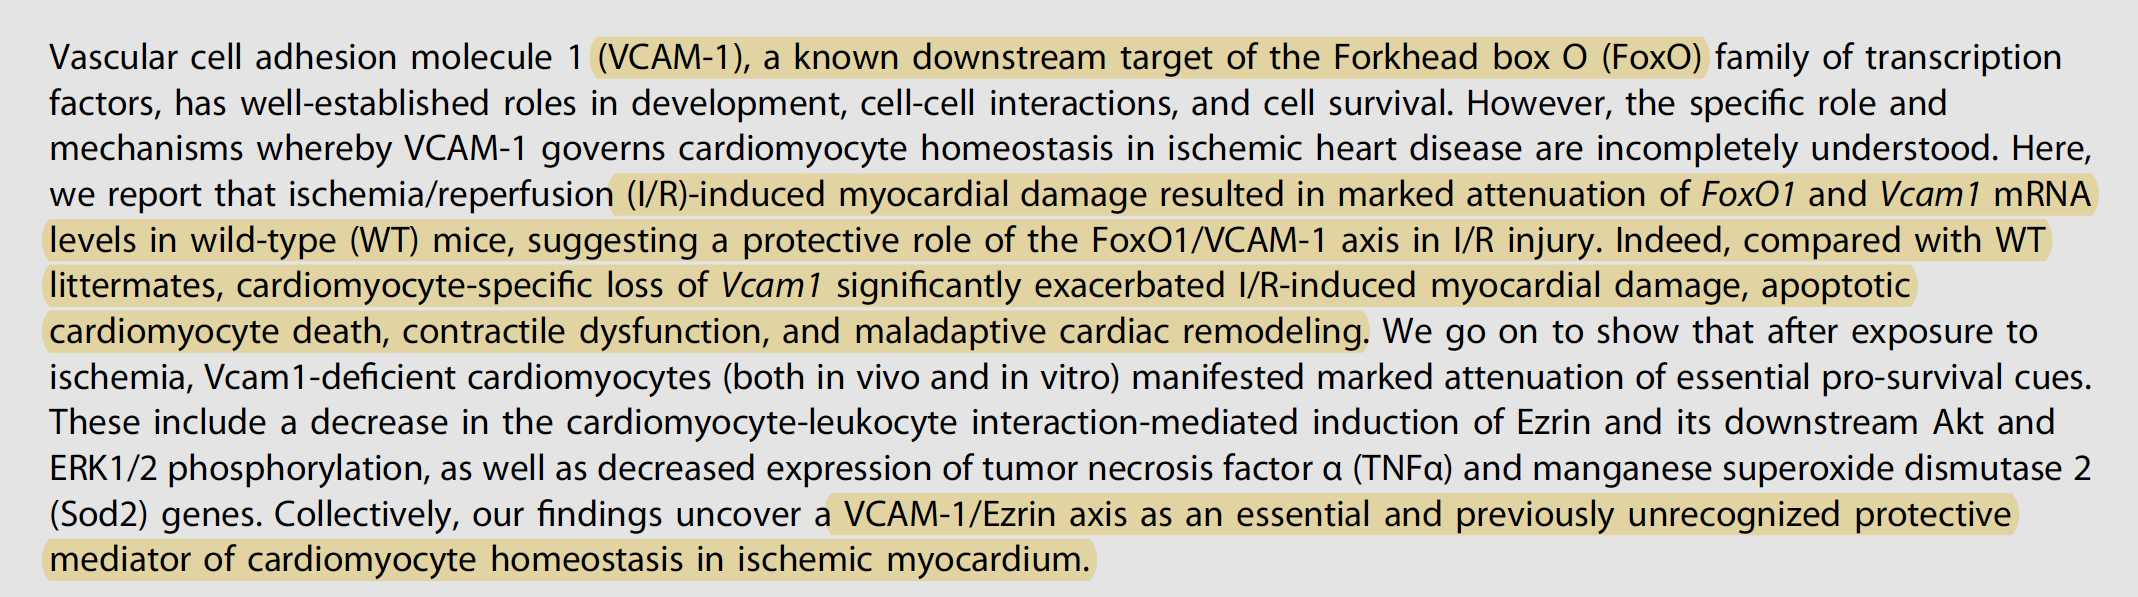 Vascular cell adhesion molecule 1 (VCAM-1), a known downstream target of the Forkhead box O (FoxO) family of transcription
factors, has well-established roles in development, cell-cell interactions, and cell survival. However, the specific role and
mechanisms whereby VCAM-1 governs cardiomyocyte homeostasis in ischemic heart disease are incompletely understood. Here,
we report that ischemia/reperfusion (I/R)-induced myocardial damage resulted in marked attenuation of FoxO1 and Vcam1 mRNA
levels in wild-type (WT) mice, suggesting a protective role of the FoxO1/VCAM-1 axis in I/R injury. Indeed, compared with WT
littermates, cardiomyocyte-specific loss of Vcam1 significantly exacerbated I/R-induced myocardial damage, apoptotic
cardiomyocyte death, contractile dysfunction, and maladaptive cardiac remodeling. We go on to show that after exposure to
ischemia, Vcam1-deficient cardiomyocytes (both in vivo and in vitro) manifested marked attenuation of essential pro-survival cues.
These include a decrease in the cardiomyocyte-leukocyte interaction-mediated induction of Ezrin and its downstream Akt and
ERK1/2 phosphorylation, as well as decreased expression of tumor necrosis factor α (TNFα) and manganese superoxide dismutase 2
(Sod2) genes. Collectively, our findings uncover a VCAM-1/Ezrin axis as an essential and previously unrecognized protective
mediator of cardiomyocyte homeostasis in ischemic myocardium.